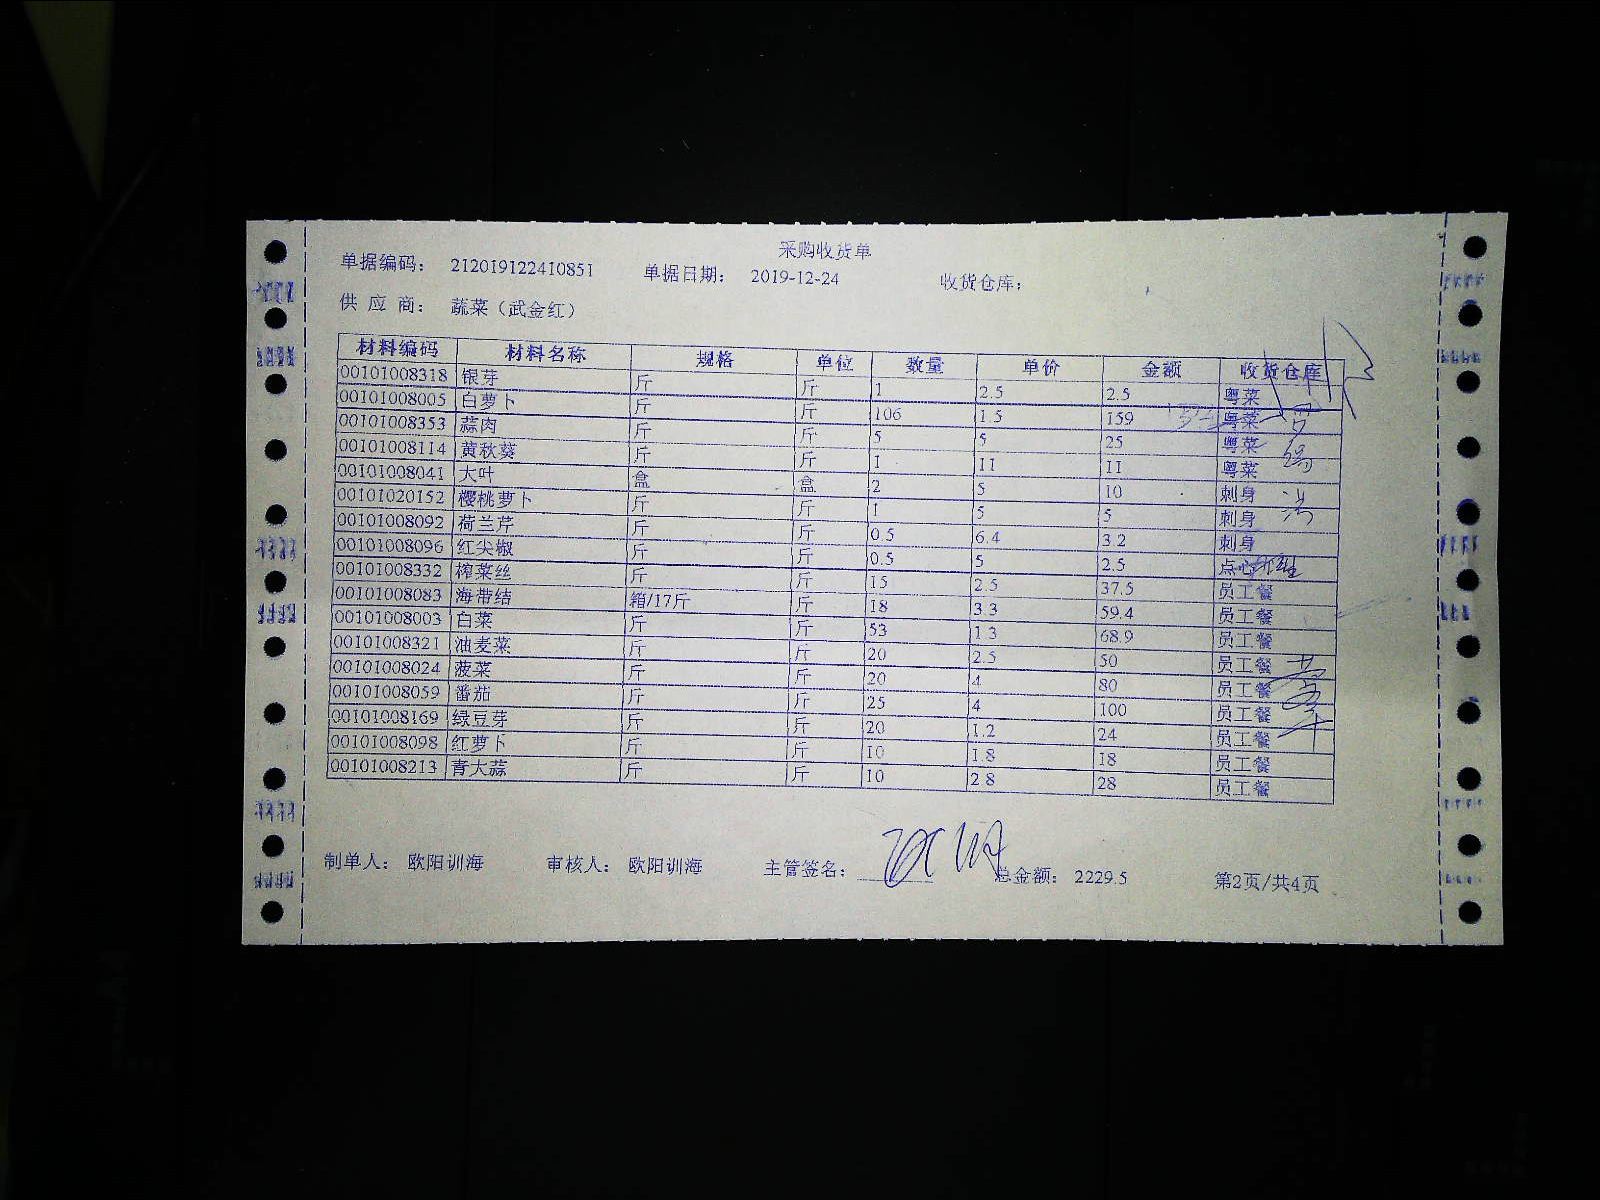 采购收货单
单据编码： 212019122410851 单据日期： 2019-12-24 收货仓库：
供 应 商： 蔬菜（武金红）
材料编码 材料名称 规格 单位 数量 单价 金额 收货仓库
00101008318 银芽 斤 斤 1 2.5 2.5 粤菜
00101008005 白萝卜 斤 斤 106 1.5 159 粤菜
00101008353 蒜肉 斤 斤 5 5 25 粤菜
00101008114 黄秋葵 斤 斤 1 11 11 粤菜
00101008041 大叶 盒 盒 2 5 10 刺身
00101020152 樱桃萝卜 斤 斤 1 5 5 刺身
00101008092 荷兰芹 斤 斤 0.5 6.4 3.2 刺身
00101008096 红尖椒 斤 斤 0.5 5 2.5 点心
00101008332 榨菜丝 斤 斤 15 2.5 37.5 员工餐
00101008083 海带结 箱/17斤 斤 18 3.3 59.4 员工餐
00101008003 白菜 斤 斤 53 1.3 68.9 员工餐
00101008321 油麦菜 斤 斤 20 2.5 50 员工餐
00101008024 菠菜 斤 斤 20 4 80 员工餐
00101008059 番茄 斤 斤 25 4 100 员工餐
00101008169 绿豆芽 斤 斤 20 1.2 24 员工餐
00101008098 红萝卜 斤 斤 10 1.8 18 员工餐
00101008213 青大蒜 斤 斤 10 2.8 28 员工餐
制单人： 欧阳训海 审核人： 欧阳训海 主管签名： 总金额： 2229.5 第2页/共4页